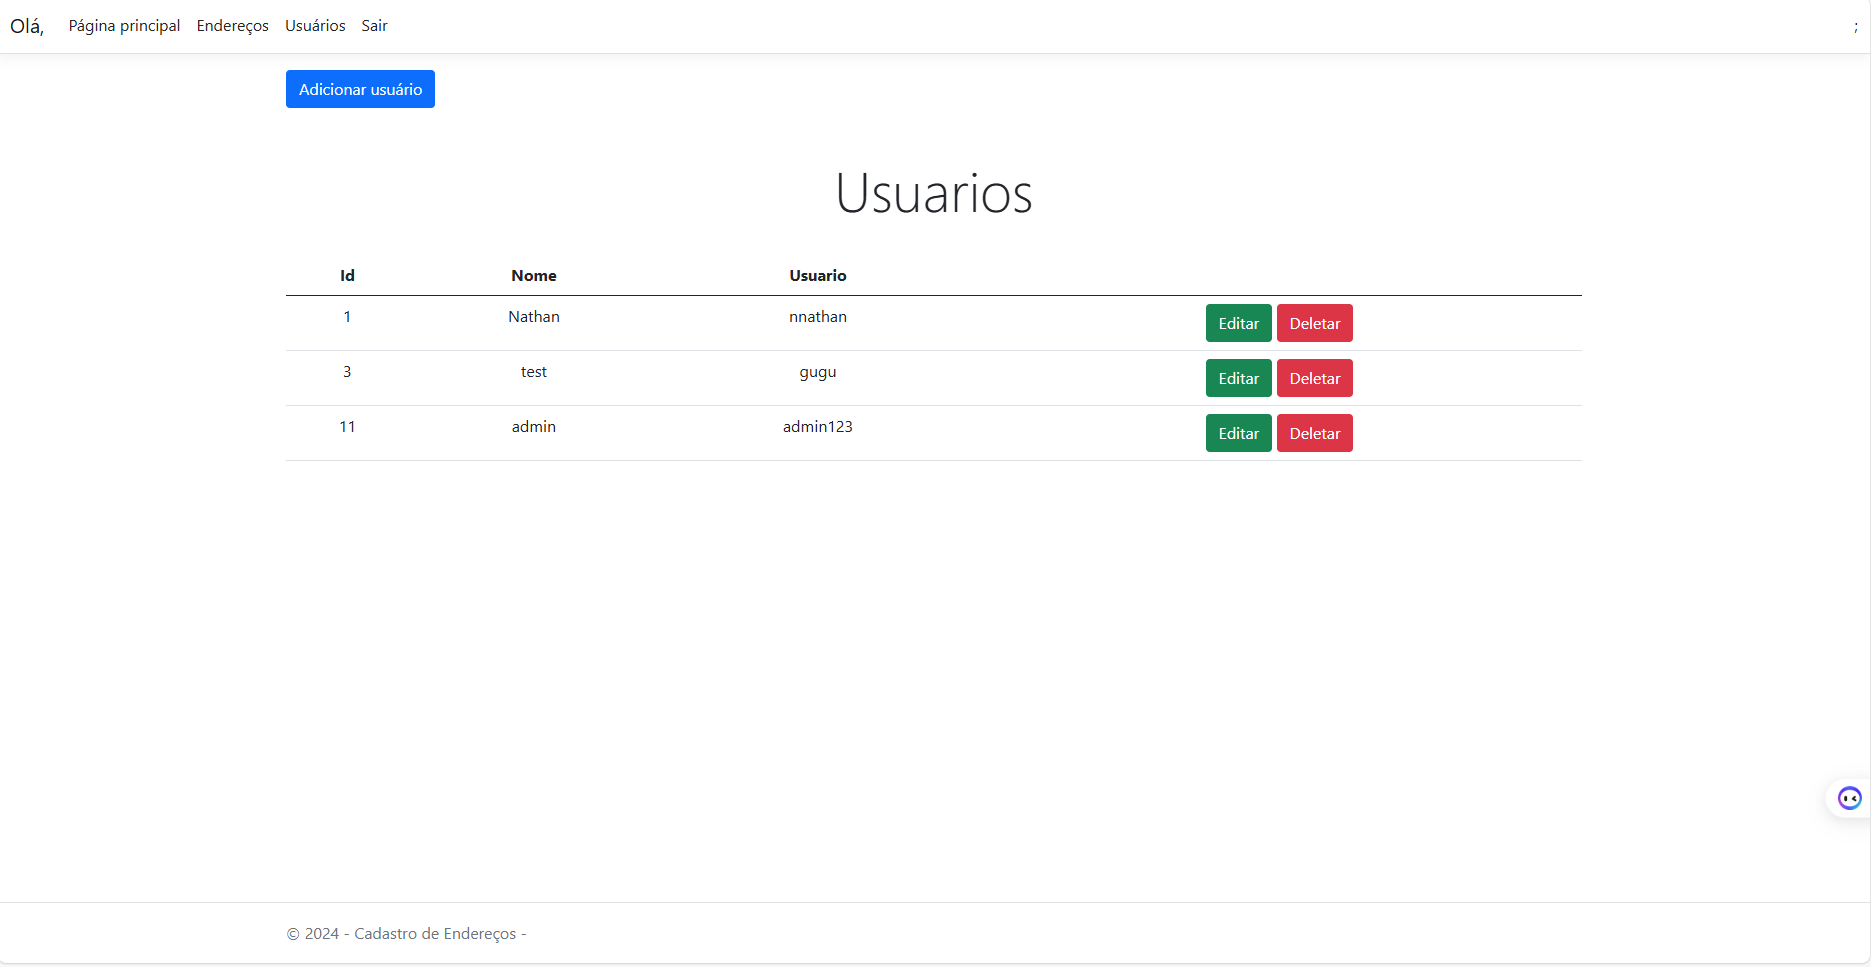 Olá, Página principal Endereços Usuários Sair ;
Adicionar usuário
Usuarios
Id Nome Usuario
1 Nathan nnathan Editar Deletar
3 test gugu Editar Deletar
11 admin admin123 Editar Deletar
© 2024 - Cadastro de Endereços -